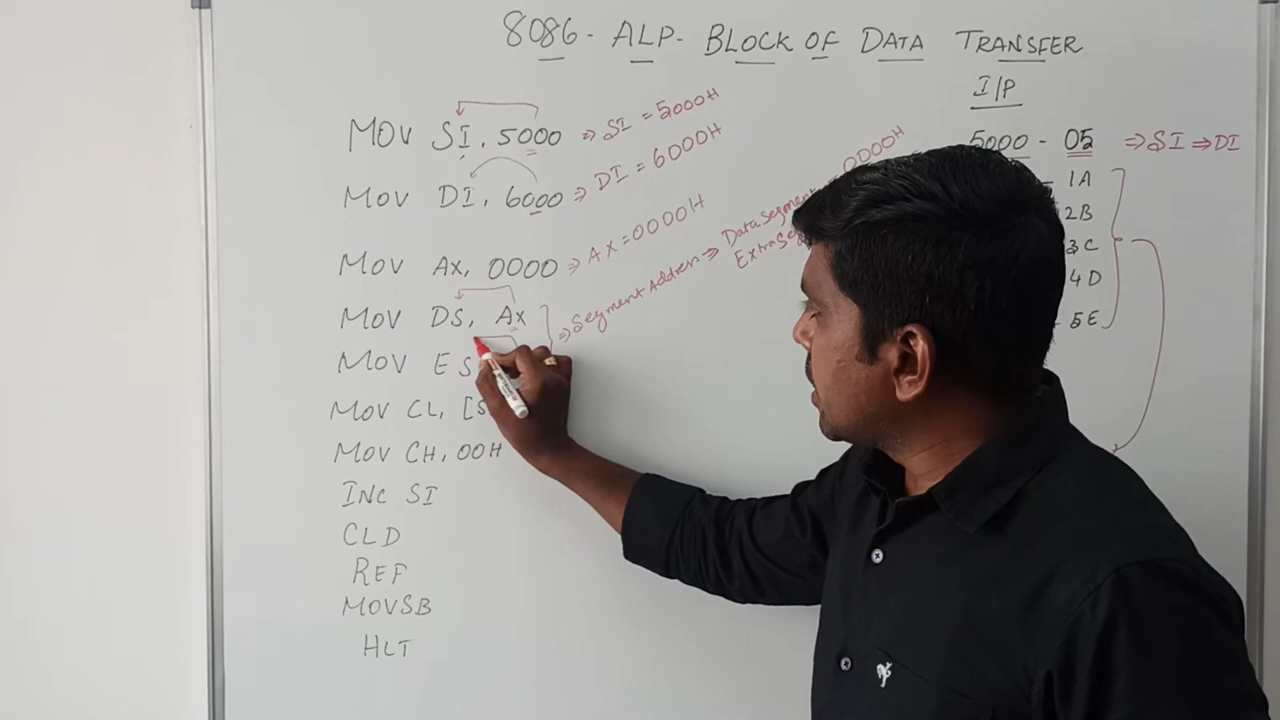 8086 - ALP - BLOCK OF DATA TRANSFER
I/P
MOV SI, 5000 ⇒ SI = 5000H
5000 - 05 ⇒ SI ⇒ DI
MOV DI, 6000 ⇒ DI = 6000H
- 1A
2B
MOV AX, 0000 ⇒ AX = 0000H
4D
MOV DS, AX
5E
⇒ Segment Address ⇒ Data Segment = 0000H
MOV ES
MOV CL, [S
MOV CH, 00H
INC SI
CLD
REF
MOVSB
HLT